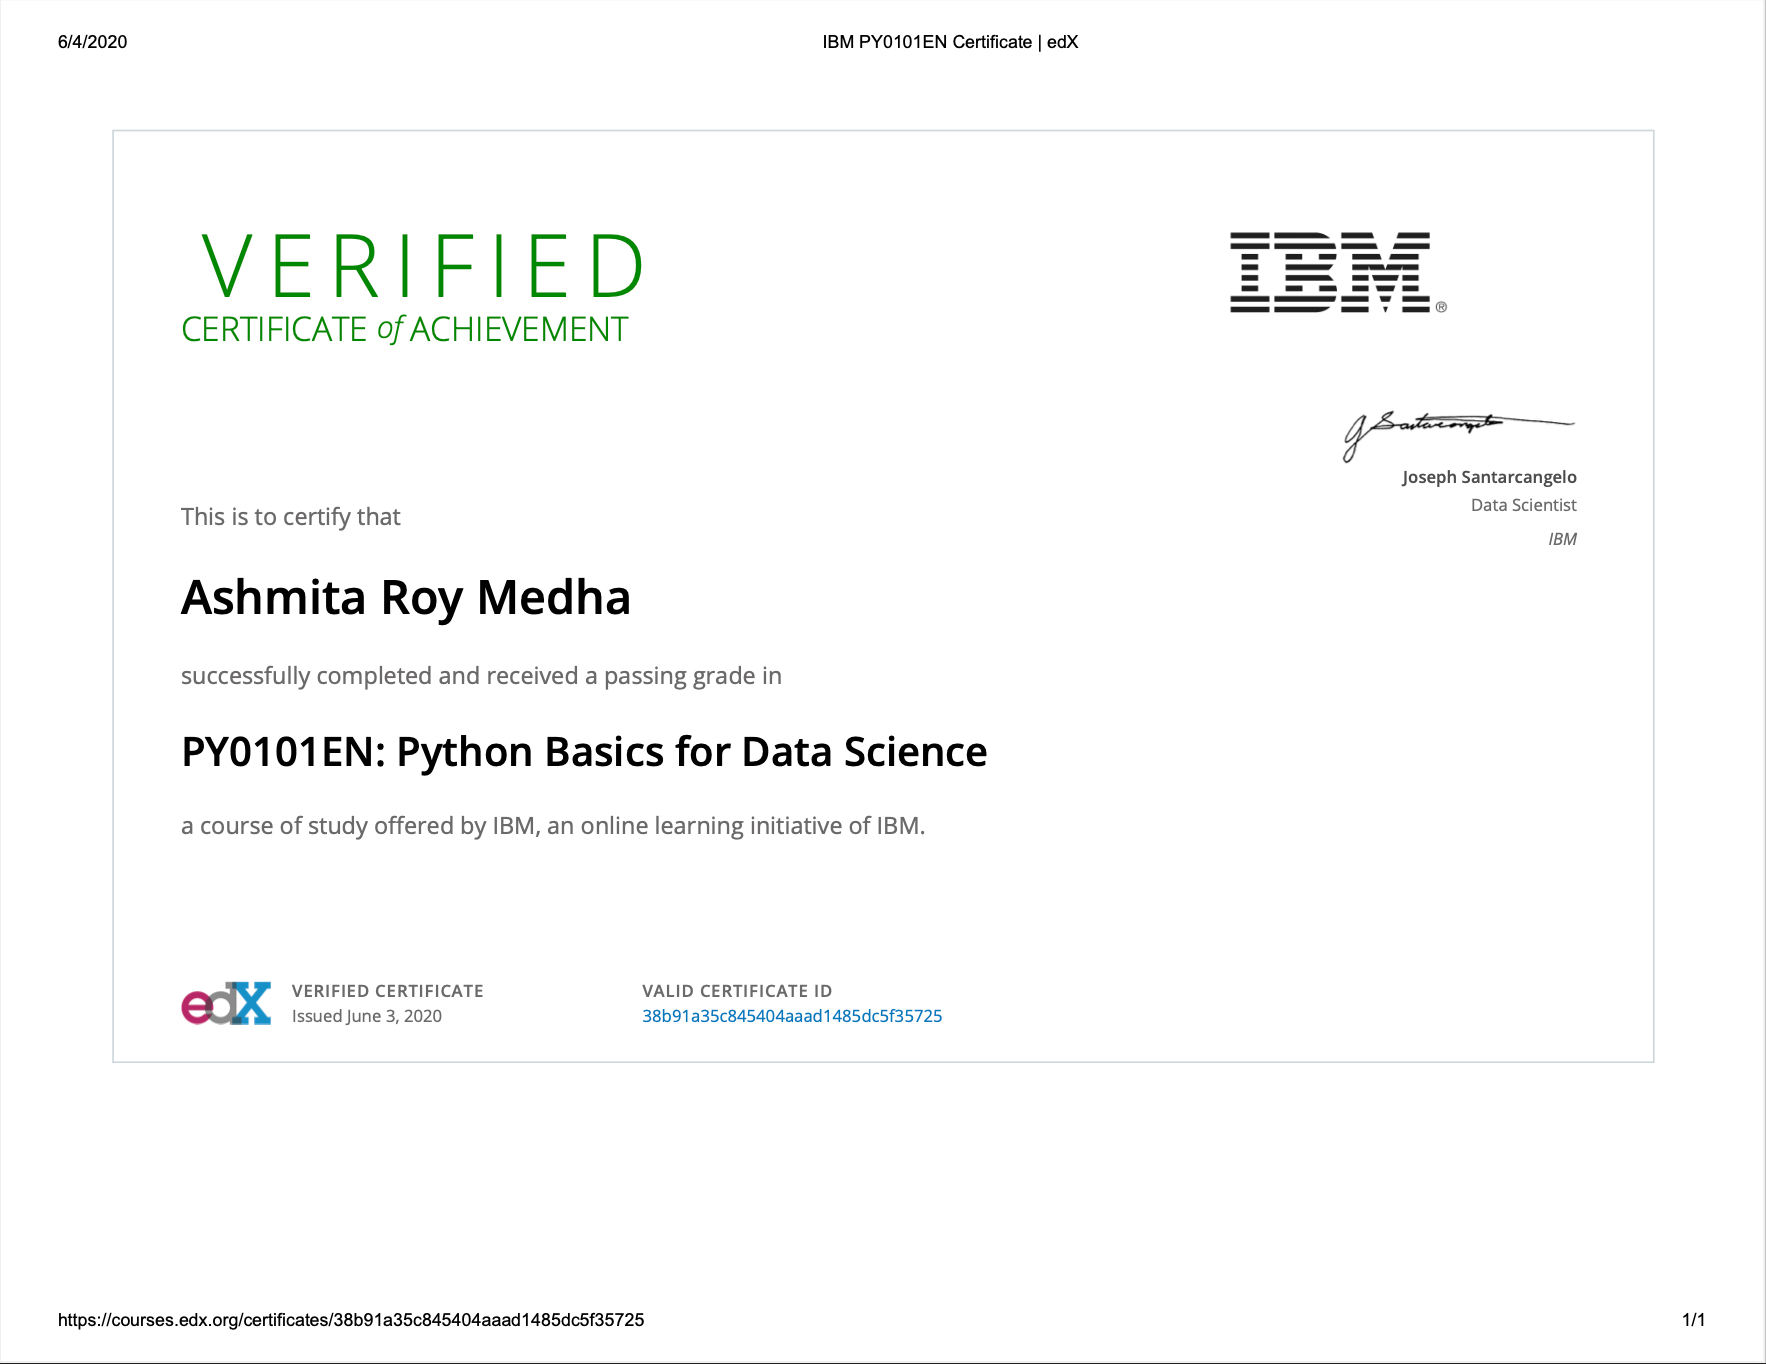 6/4/2020
IBM PY0101EN Certificate | edX
VERIFIED
CERTIFICATE of ACHIEVEMENT
IBM®
J Santarcangelo
Joseph Santarcangelo
Data Scientist
IBM
This is to certify that
Ashmita Roy Medha
successfully completed and received a passing grade in
PY0101EN: Python Basics for Data Science
a course of study offered by IBM, an online learning initiative of IBM.
edX
VERIFIED CERTIFICATE
Issued June 3, 2020
VALID CERTIFICATE ID
38b91a35c845404aaad1485dc5f35725
https://courses.edx.org/certificates/38b91a35c845404aaad1485dc5f35725
1/1